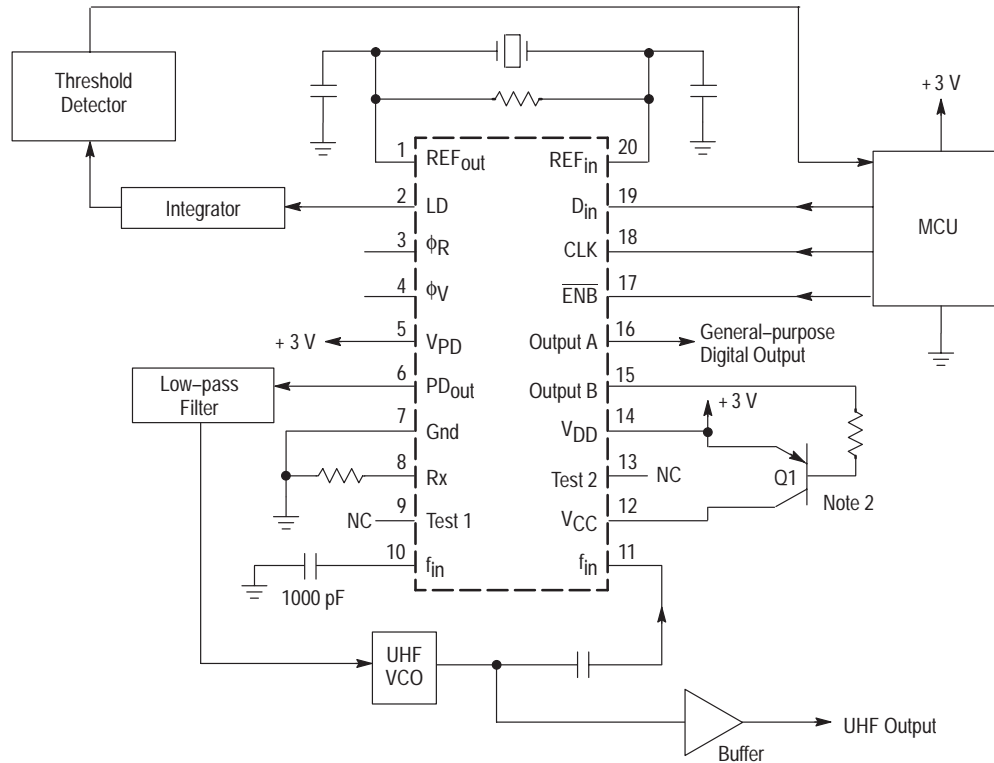 Threshold
Detector
+ 3 V
1
REFout
REFin
20
Integrator
2
LD
Din
19
MCU
3
ϕR
CLK
18
4
ϕV
ENB
17
+ 3 V
5
VPD
Output A
16
General–purpose
Digital Output
Low–pass
Filter
6
PDout
Output B
15
+ 3 V
7
Gnd
VDD
14
8
Rx
Test 2
13
NC
Q1
Note 2
NC
9
Test 1
VCC
12
10
fin
fin
11
1000 pF
UHF
VCO
UHF Output
Buffer